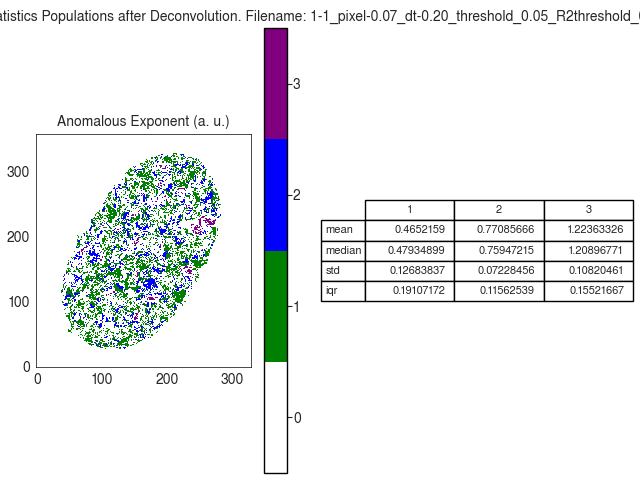 atistics Populations after Deconvolution. Filename: 1-1_pixel-0.07_dt-0.20_threshold_0.05_R2threshold_0
Anomalous Exponent (a. u.)
300
200
100
0
0 100 200 300
3
2
1
0
1 2 3
mean 0.4652159 0.77085666 1.22363326
median 0.47934899 0.75947215 1.20896771
std 0.12683837 0.07228456 0.10820461
iqr 0.19107172 0.11562539 0.15521667